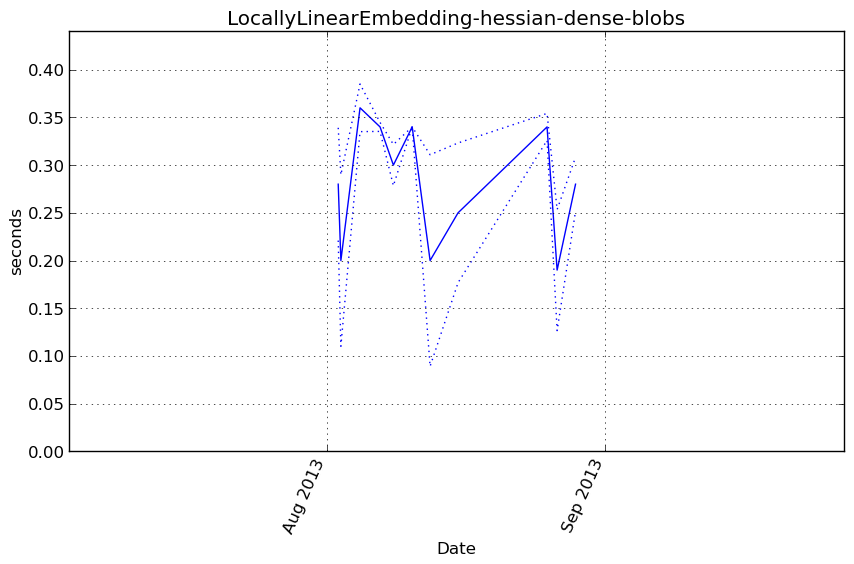 LocallyLinearEmbedding-hessian-dense-blobs
0.40
0.35
0.30
0.25
0.20
0.15
0.10
0.05
0.00
seconds
Aug 2013
Sep 2013
Date